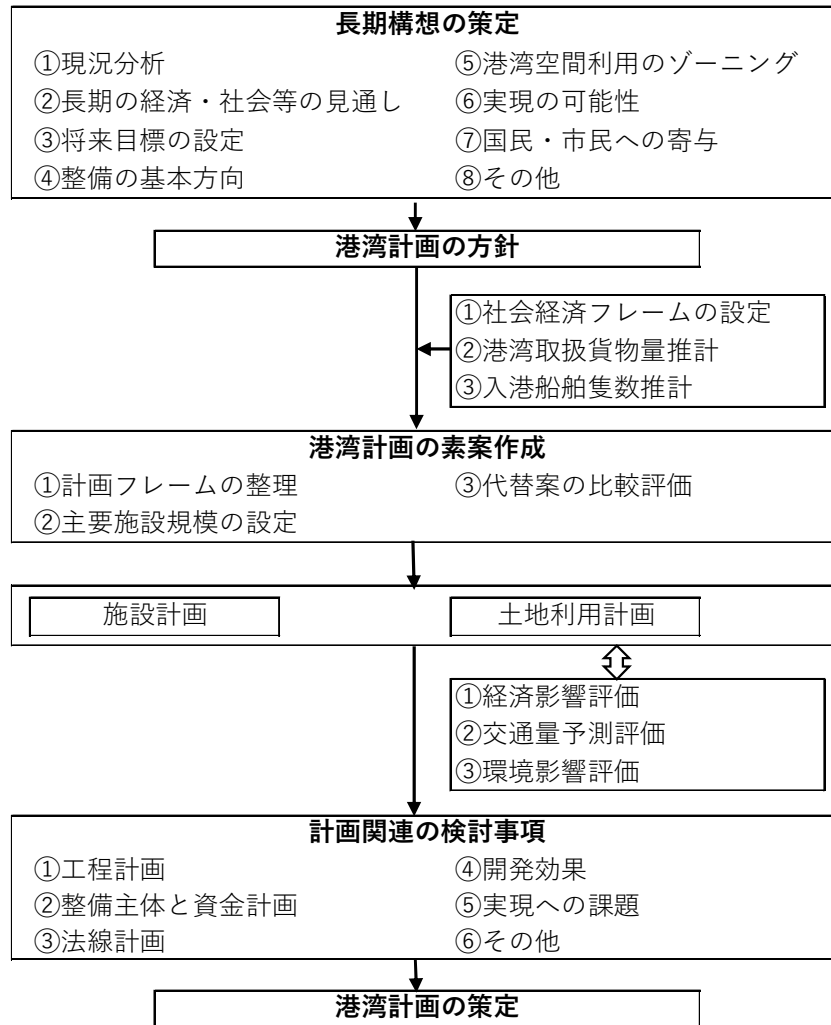 長期構想の策定
①現況分析
②長期の経済・社会等の見通し
③将来目標の設定
④整備の基本方向
⑤港湾空間利用のゾーニング
⑥実現の可能性
⑦国民・市民への寄与
⑧その他
港湾計画の方針
①社会経済フレームの設定
②港湾取扱貨物量推計
③入港船舶隻数推計
港湾計画の素案作成
①計画フレームの整理
②主要施設規模の設定
③代替案の比較評価
施設計画
土地利用計画
①経済影響評価
②交通量予測評価
③環境影響評価
計画関連の検討事項
①工程計画
②整備主体と資金計画
③法線計画
④開発効果
⑤実現への課題
⑥その他
港湾計画の策定